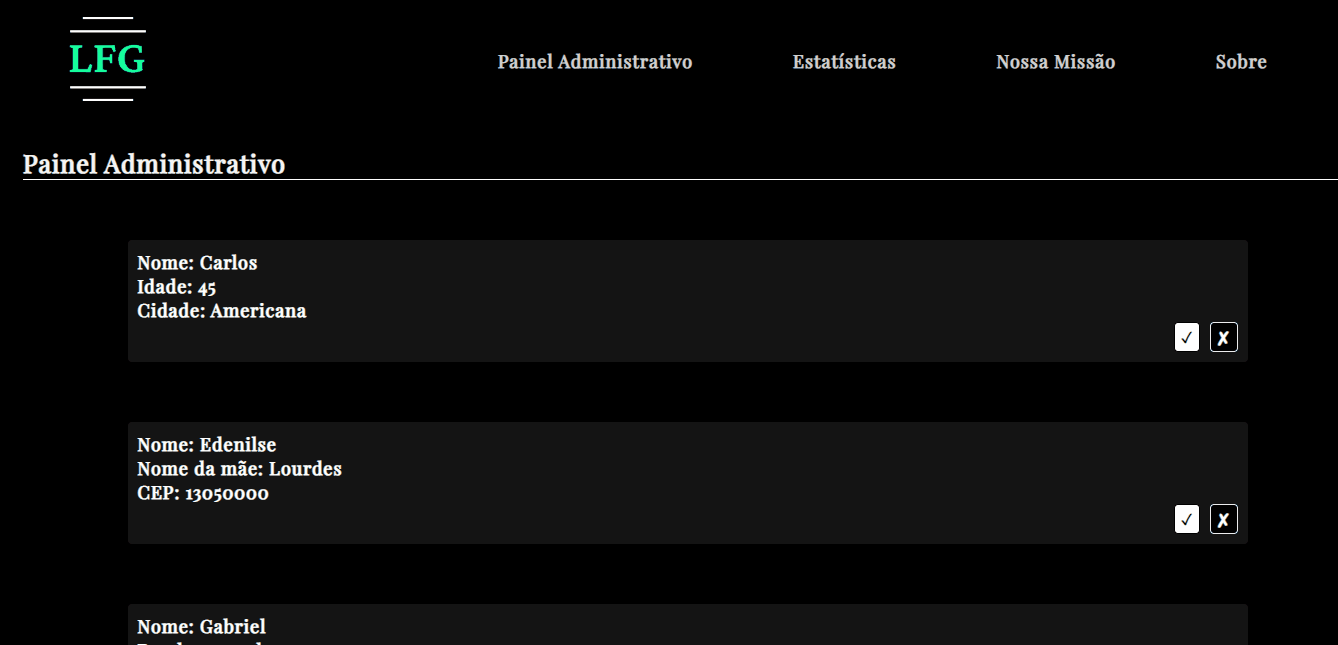 LFG
Painel Administrativo
Estatísticas
Nossa Missão
Sobre
Painel Administrativo
Nome: Carlos
Idade: 45
Cidade: Americana
✓ ✗
Nome: Edenilse
Nome da mãe: Lourdes
CEP: 13050000
✓ ✗
Nome: Gabriel